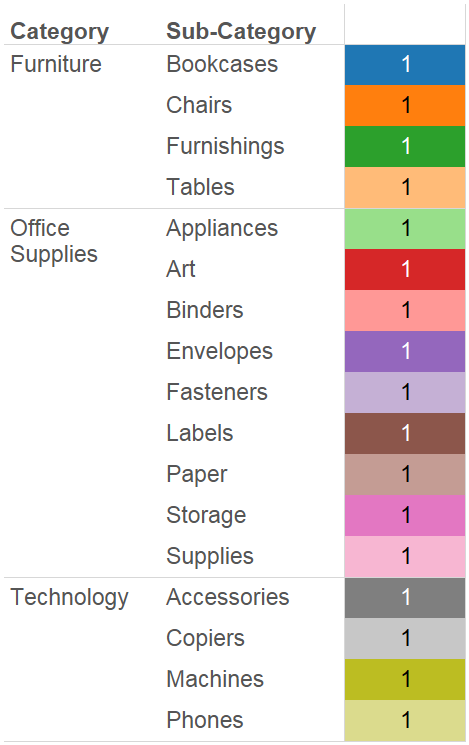 Category Sub-Category
Furniture Bookcases 1
Chairs 1
Furnishings 1
Tables 1
Office Appliances 1
Supplies
Art 1
Binders 1
Envelopes 1
Fasteners 1
Labels 1
Paper 1
Storage 1
Supplies 1
Technology Accessories 1
Copiers 1
Machines 1
Phones 1